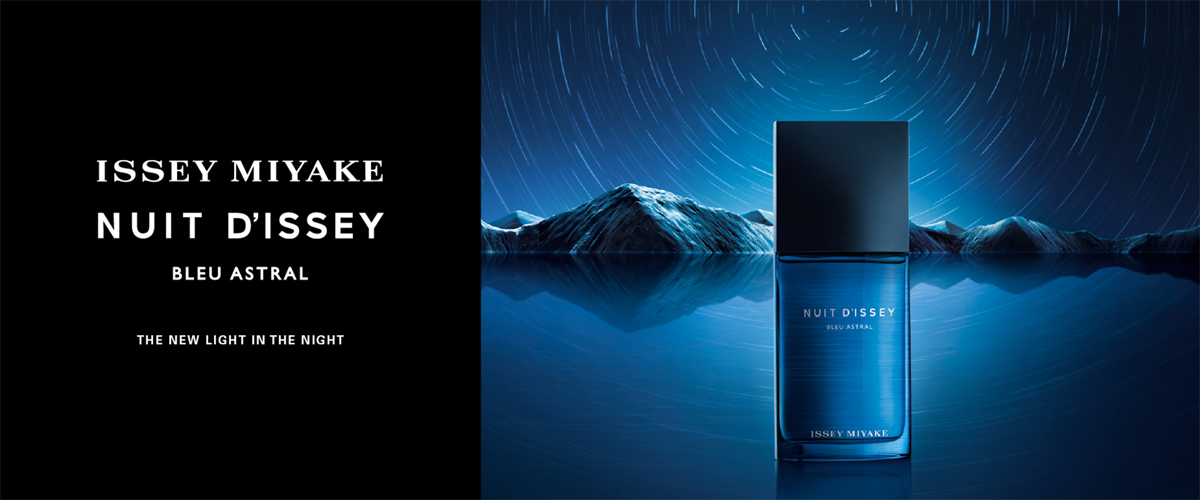 ISSEY MIYAKE
NUIT D'ISSEY
BLEU ASTRAL
THE NEW LIGHT IN THE NIGHT
NUIT D'ISSEY
BLEU ASTRAL
ISSEY MIYAKE